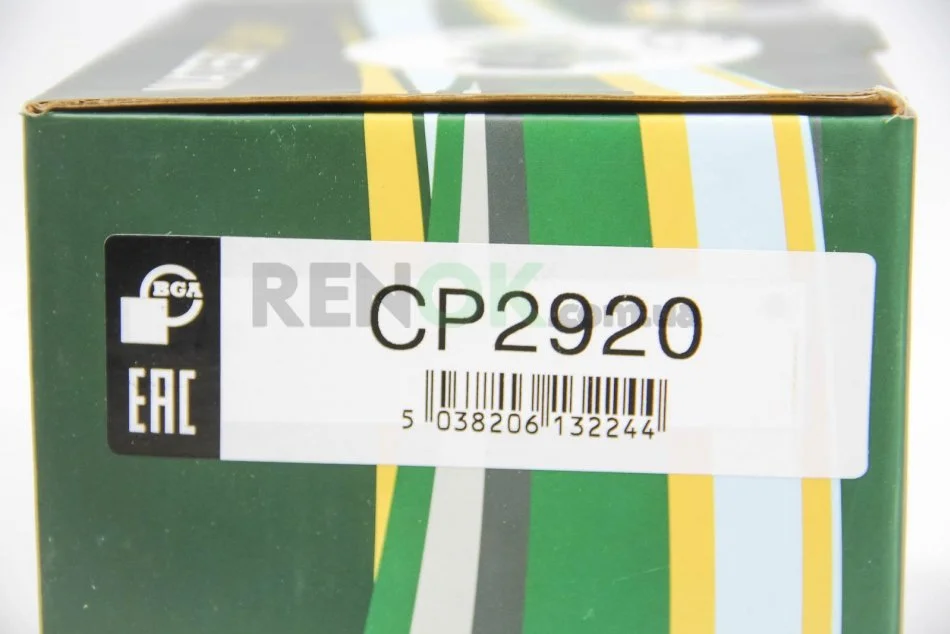 BGA
RENOK.com.ua
CP2920
EAC
5 038206 132244